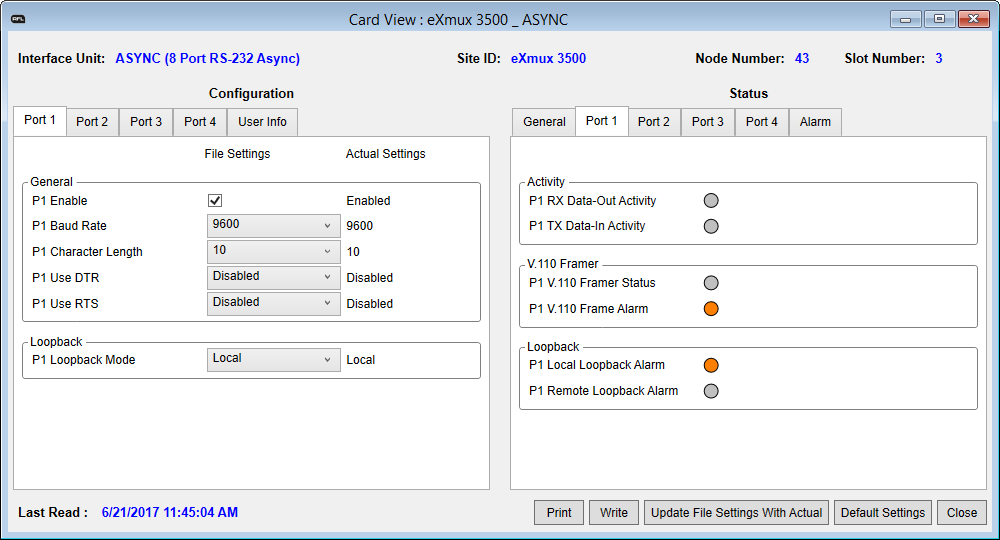 RFL
Card View : eXmux 3500 _ ASYNC
Interface Unit: ASYNC (8 Port RS-232 Async) Site ID: eXmux 3500 Node Number: 43 Slot Number: 3
Configuration
Port 1 Port 2 Port 3 Port 4 User Info
File Settings Actual Settings
General
P1 Enable Enabled
P1 Baud Rate 9600 9600
P1 Character Length 10 10
P1 Use DTR Disabled Disabled
P1 Use RTS Disabled Disabled
Loopback
P1 Loopback Mode Local Local
Status
General Port 1 Port 2 Port 3 Port 4 Alarm
Activity
P1 RX Data-Out Activity
P1 TX Data-In Activity
V.110 Framer
P1 V.110 Framer Status
P1 V.110 Frame Alarm
Loopback
P1 Local Loopback Alarm
P1 Remote Loopback Alarm
Last Read : 6/21/2017 11:45:04 AM
Print Write Update File Settings With Actual Default Settings Close